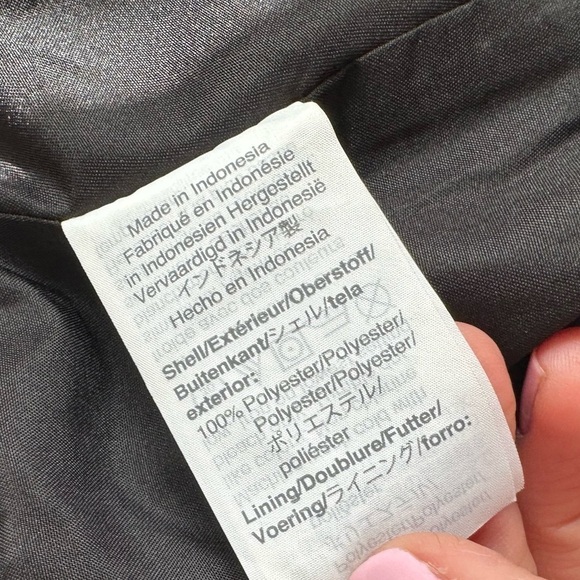 Made in Indonesia
Fabriqué en Indonésie
in Indonesien Hergestellt
Vervaardigd in Indonesië
インドネシア製
Hecho en Indonesia
Shell/Extérieur/Oberstoff/
Buitenkant/シェル/tela
exterior:
100% Polyester/Polyester/
Polyester/Polyester/
ポリエステル/
poliéster
Lining/Doublure/Futter/
Voering/ライニング/forro: